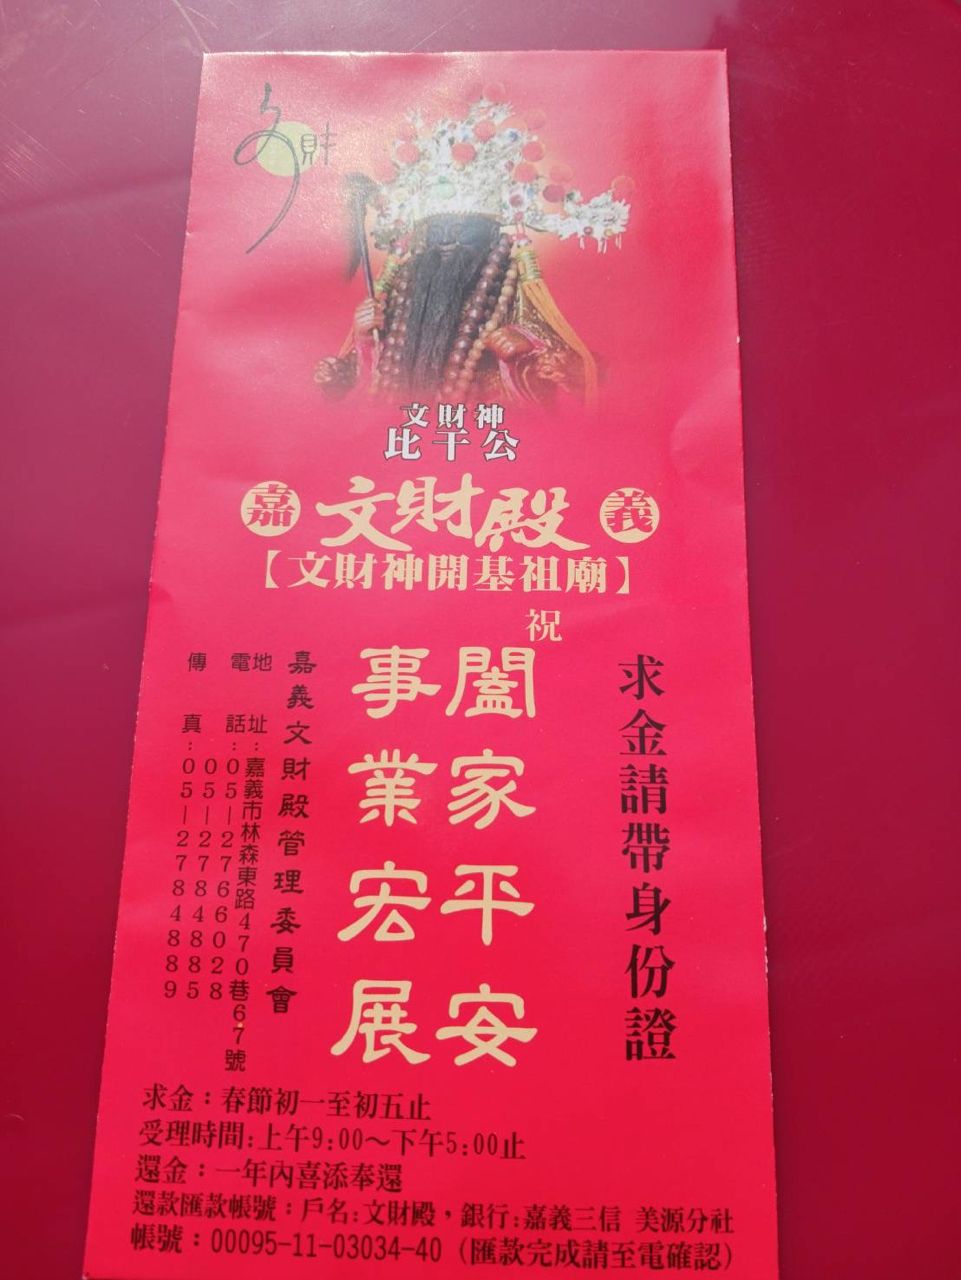 文財
文財神
比干公
嘉 文財殿 義
【文財神開基祖廟】
祝
求金請帶身份證
闔家平安
事業宏展
嘉義文財殿管理委員會
地址：嘉義市林森東路470巷67號
電話：05—2766028
05—2784885
傳真：05—2784889
求金：春節初一至初五止
受理時間：上午9:00～下午5:00止
還金：一年內喜添奉還
還款匯款帳號：戶名：文財殿，銀行：嘉義三信 美源分社
帳號：00095-11-03034-40（匯款完成請至電確認）